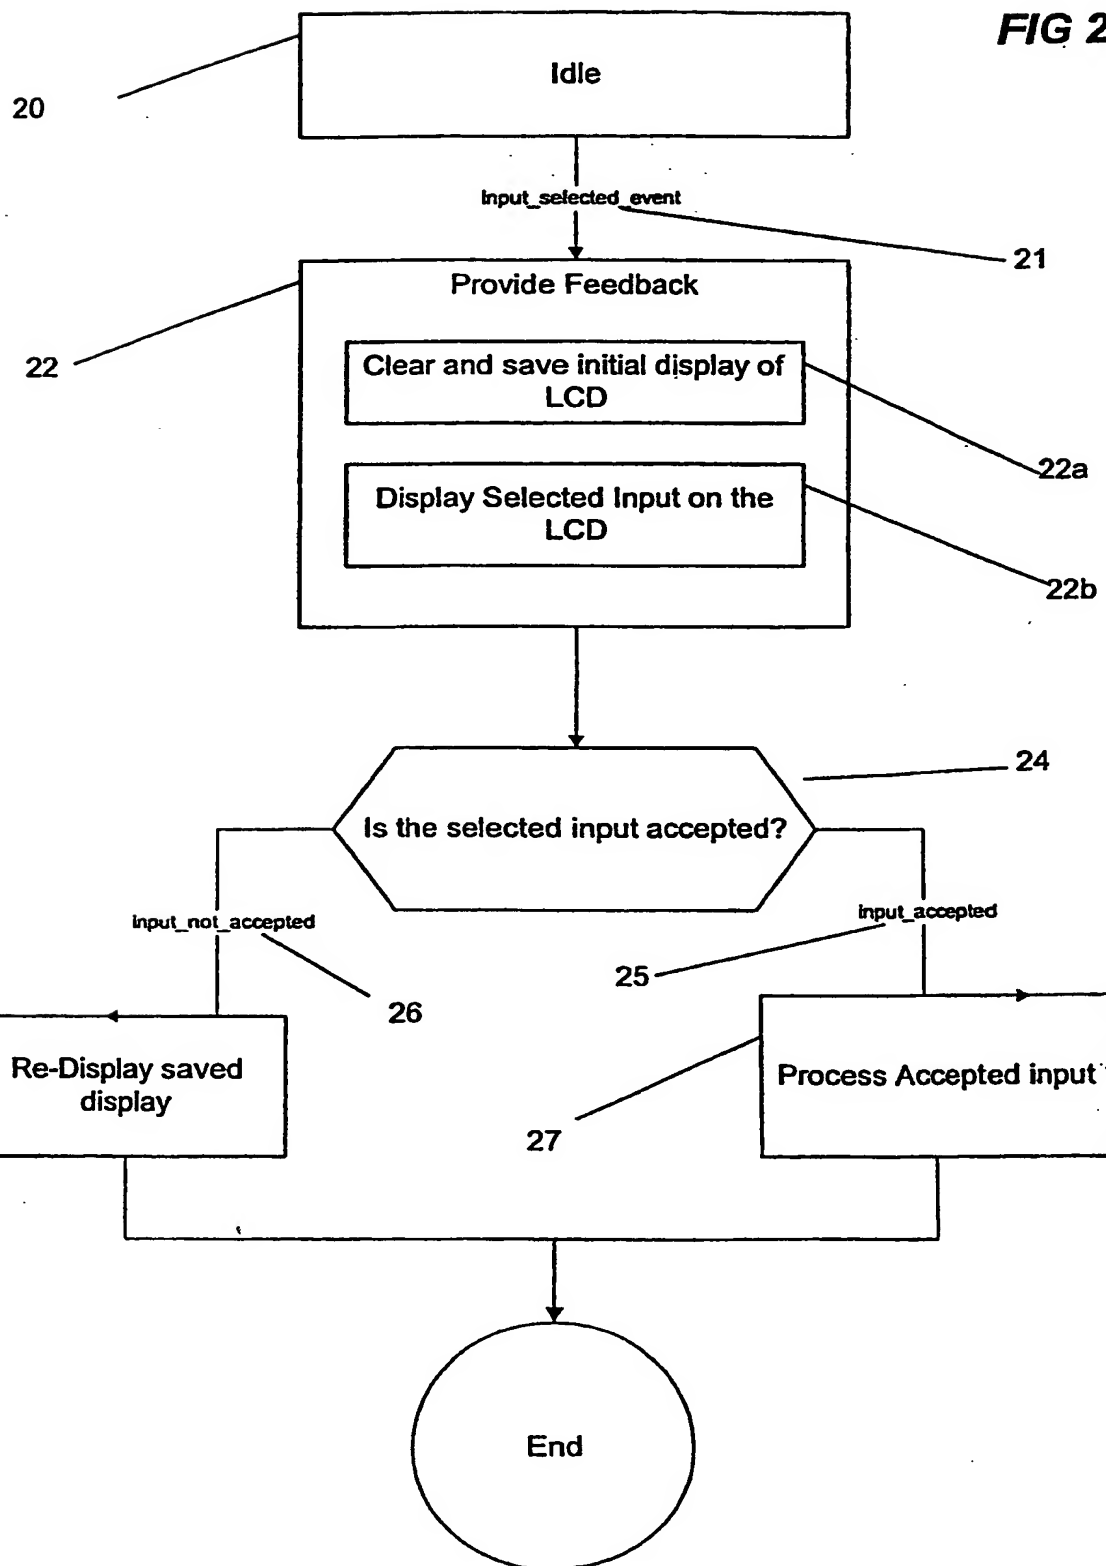 FIG 2
Idle
20
Input_selected_event
21
Provide Feedback
22
Clear and save initial display of
LCD
22a
Display Selected Input on the
LCD
22b
24
Is the selected input accepted?
input_not_accepted
input_accepted
25
26
Re-Display saved
display
Process Accepted input
27
End